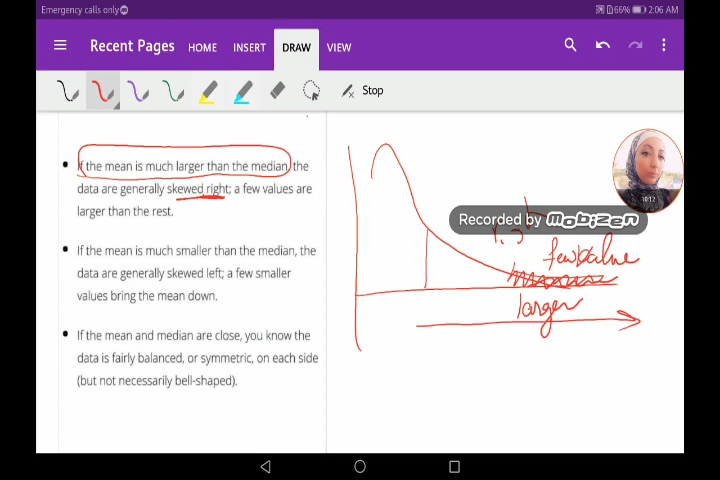 Emergency calls only
66% 2:06 AM
Recent Pages HOME INSERT DRAW VIEW
Stop
If the mean is much larger than the median, the
data are generally skewed right; a few values are
larger than the rest.
If the mean is much smaller than the median, the
data are generally skewed left; a few smaller
values bring the mean down.
If the mean and median are close, you know the
data is fairly balanced, or symmetric, on each side
(but not necessarily bell-shaped).
10:12
Recorded by MOBIZEN
few value
larger